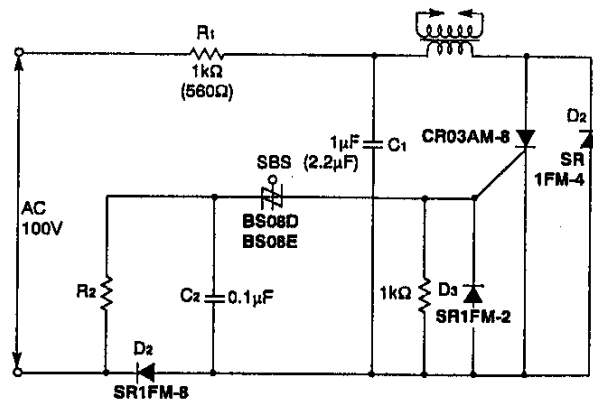 R1
1kΩ
(560Ω)
1μF
(2.2μF)
C1
CR03AM-8
D2
SR
1FM-4
SBS
BS08D
BS08E
AC
100V
R2
C2
0.1μF
1kΩ
D3
SR1FM-2
D2
SR1FM-8